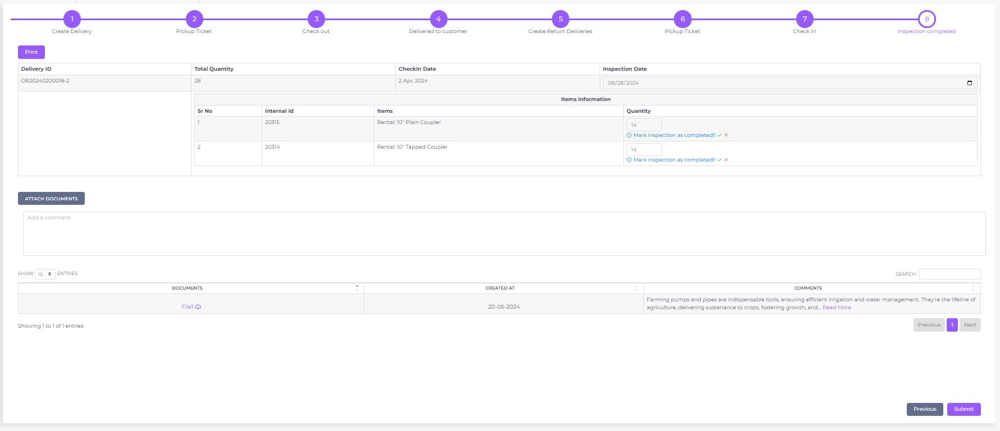 1 2 3 4 5 6 7 8
Create Delivery Pickup Ticket Check out Delivered to customer Create Return Deliveries Pickup Ticket Check In Inspection completed
Print
Delivery ID Total Quantity CheckIn Date Inspection Date
OR20240200018-2 28 2 Apr, 2024 08/28/2024
Items Information
Sr No Internal Id Items Quantity
1 20315 Rental: 10" Plain Coupler 14
Mark inspection as completed!!
2 20314 Rental: 10" Tapped Coupler 14
Mark inspection as completed!!
ATTACH DOCUMENTS
Add a comment
SHOW 10 ENTRIES SEARCH:
DOCUMENTS CREATED AT COMMENTS
File1 20-05-2024 Farming pumps and pipes are indispensable tools, ensuring efficient irrigation and water management. They're the lifeline of
agriculture, delivering sustenance to crops, fostering growth, and... Read More
Showing 1 to 1 of 1 entries Previous 1 Next
Previous Submit